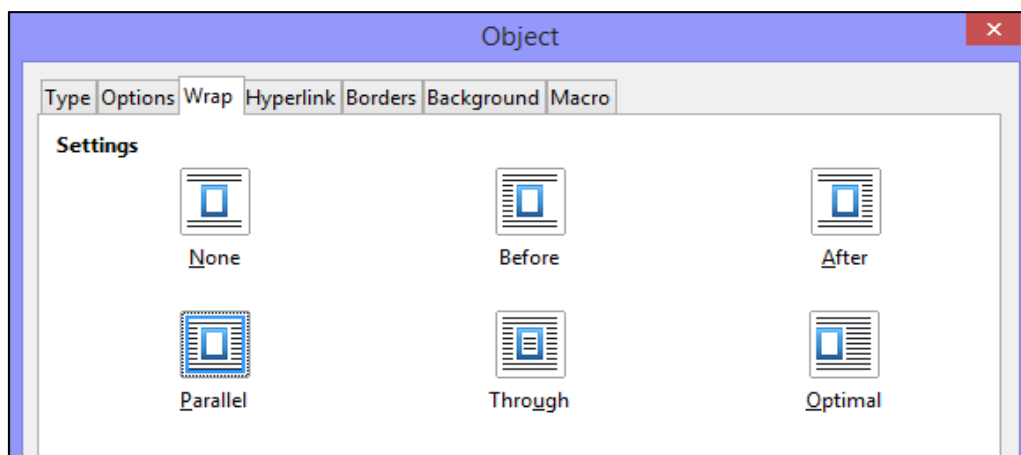 Object
Type Options Wrap Hyperlink Borders Background Macro
Settings
None Before After
Parallel Through Optimal